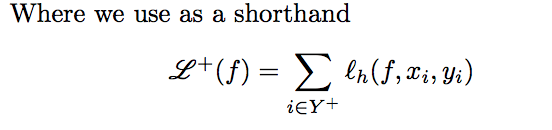 Where we use as a shorthand
ℒ⁺(f) = ∑_{i∈Y⁺} ℓ_h(f, x_i, y_i)